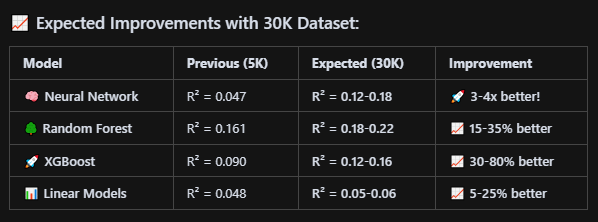 📈 Expected Improvements with 30K Dataset:
Model Previous (5K) Expected (30K) Improvement
🧠 Neural Network R² = 0.047 R² = 0.12-0.18 🚀 3-4x better!
🌳 Random Forest R² = 0.161 R² = 0.18-0.22 📈 15-35% better
🚀 XGBoost R² = 0.090 R² = 0.12-0.16 📈 30-80% better
📊 Linear Models R² = 0.048 R² = 0.05-0.06 📈 5-25% better